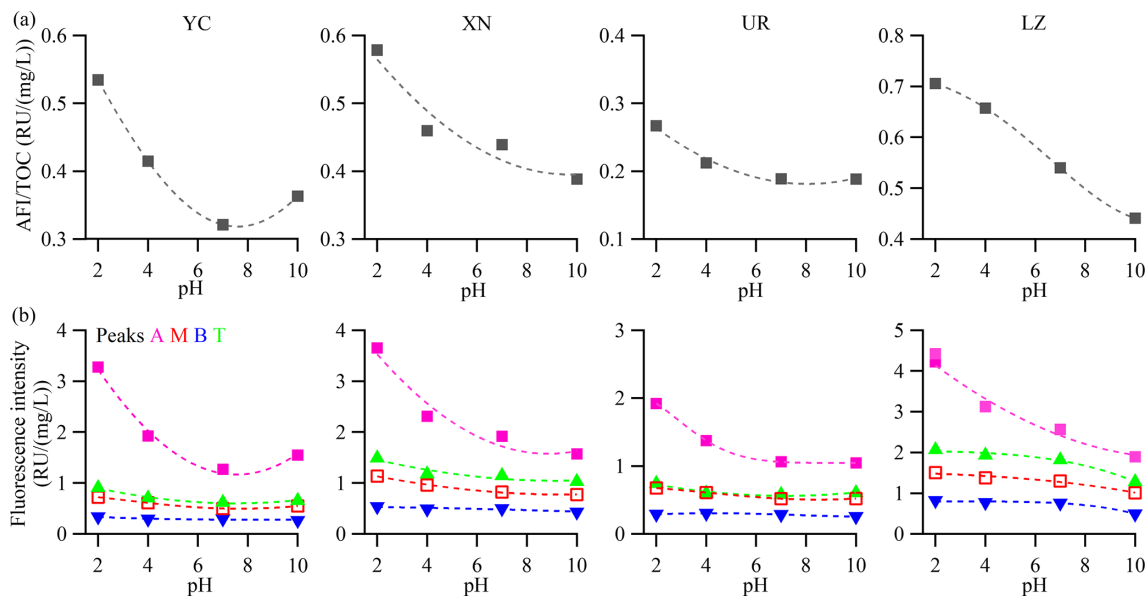 (a)
YC
XN
UR
LZ
AFI/TOC (RU/(mg/L))
0.6
0.5
0.4
0.3
2 4 6 8 10
pH
0.6
0.5
0.4
0.3
2 4 6 8 10
pH
0.4
0.3
0.2
0.1
2 4 6 8 10
pH
0.8
0.7
0.6
0.5
0.4
2 4 6 8 10
pH
(b)
Peaks A M B T
Fluorescence intensity
(RU/(mg/L))
4
3
2
1
0
2 4 6 8 10
pH
4
3
2
1
0
2 4 6 8 10
pH
3
2
1
0
2 4 6 8 10
pH
5
4
3
2
1
0
2 4 6 8 10
pH